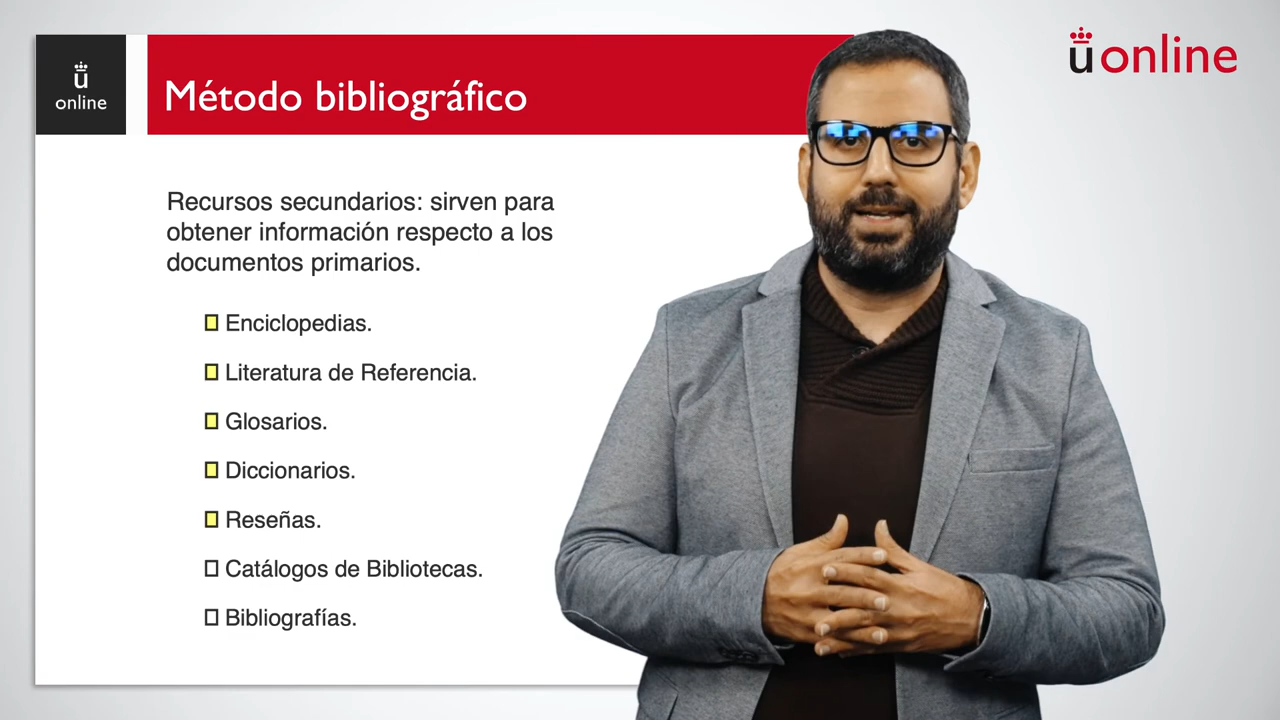 ü
online
Método bibliográfico
üonline
Recursos secundarios: sirven para
obtener información respecto a los
documentos primarios.
Enciclopedias.
Literatura de Referencia.
Glosarios.
Diccionarios.
Reseñas.
Catálogos de Bibliotecas.
Bibliografías.